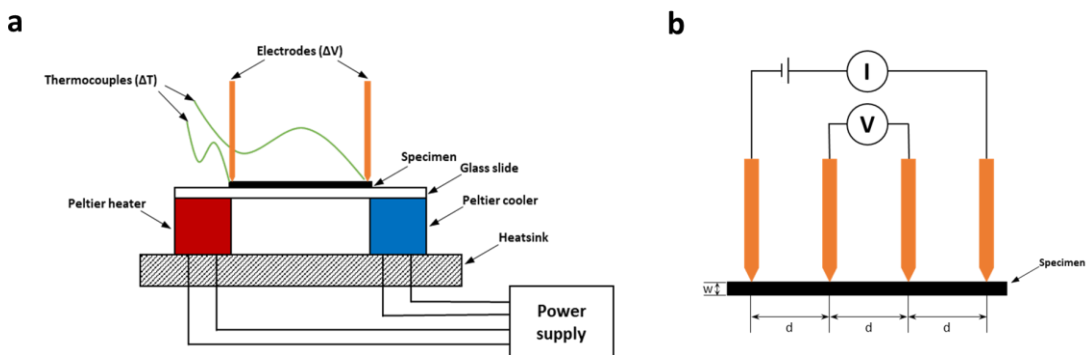 a
Electrodes (ΔV)
Thermocouples (ΔT)
Specimen
Glass slide
Peltier heater
Peltier cooler
Heatsink
Power
supply
b
I
V
Specimen
w
d
d
d